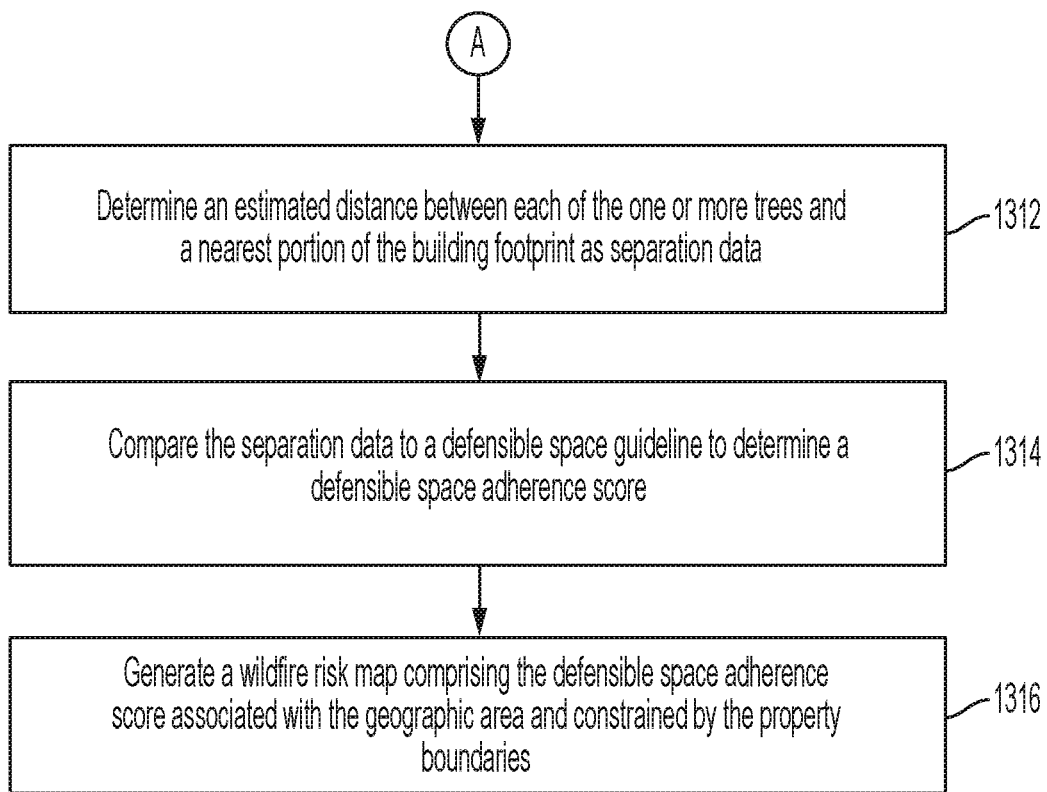 A
Determine an estimated distance between each of the one or more trees and
a nearest portion of the building footprint as separation data
1312
Compare the separation data to a defensible space guideline to determine a
defensible space adherence score
1314
Generate a wildfire risk map comprising the defensible space adherence
score associated with the geographic area and constrained by the property
boundaries
1316